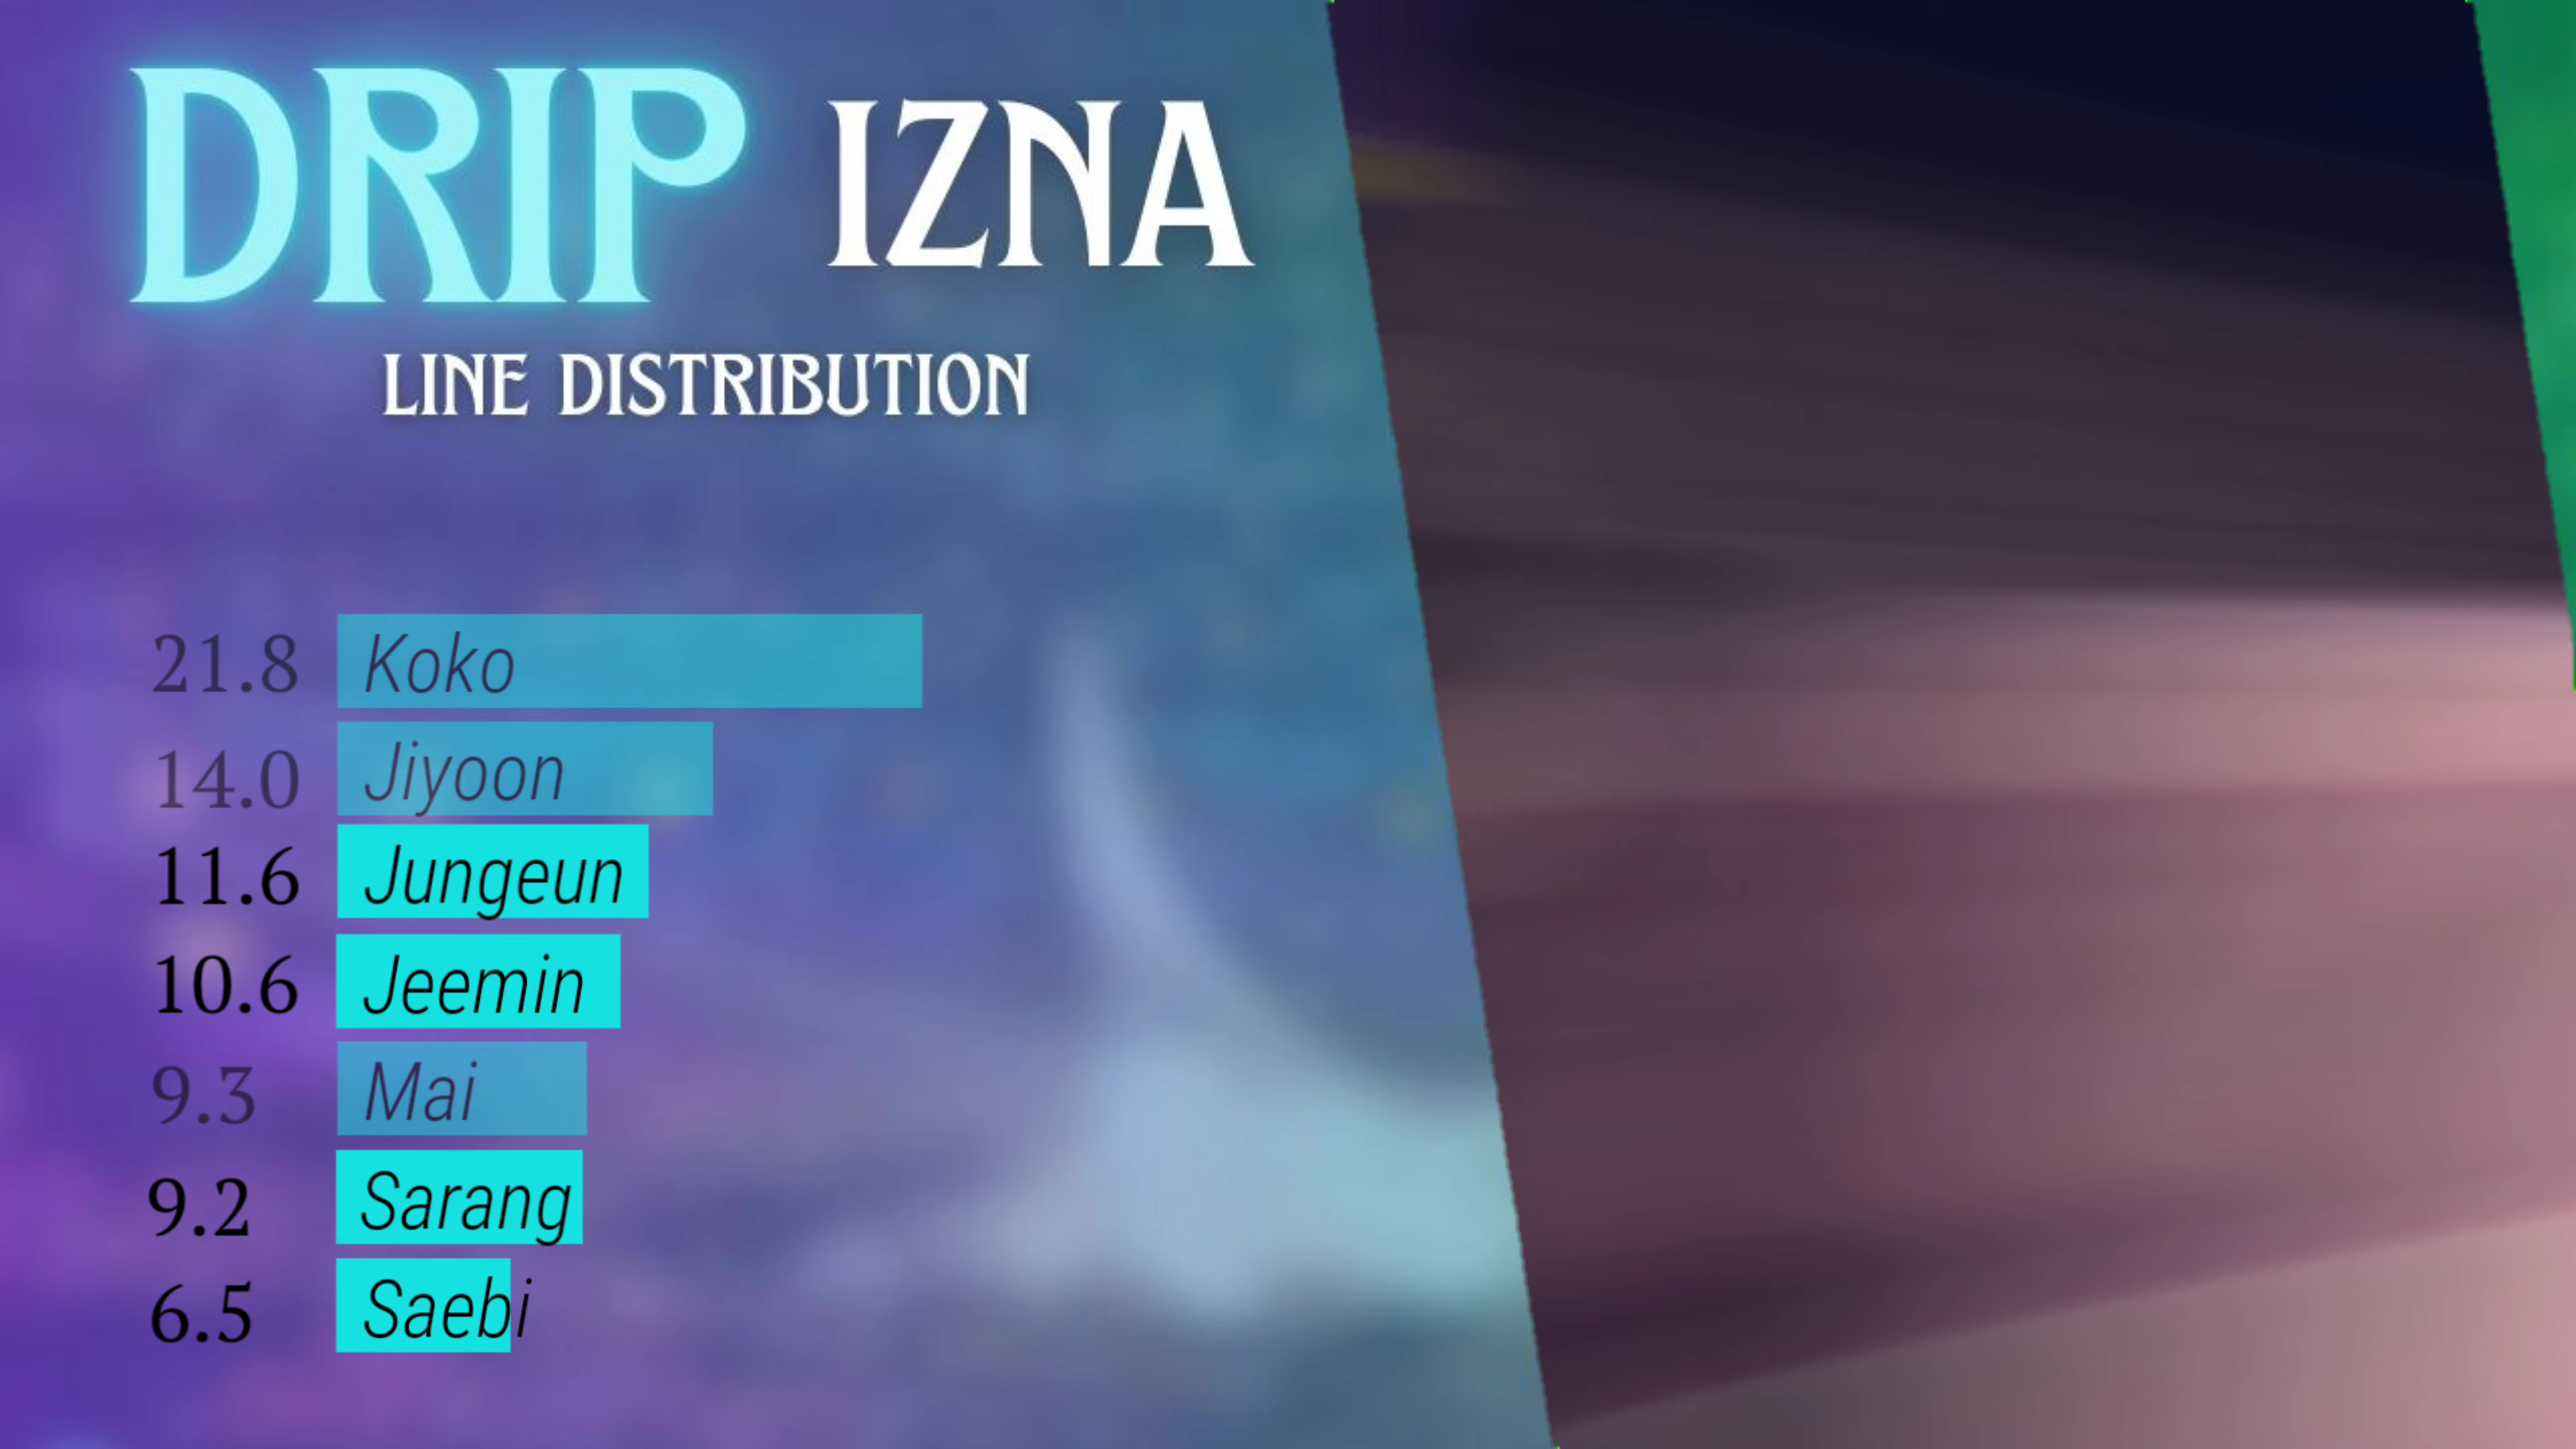 DRIP IZNA
LINE DISTRIBUTION
21.8 Koko
14.0 Jiyoon
11.6 Jungeun
10.6 Jeemin
9.3 Mai
9.2 Sarang
6.5 Saebi